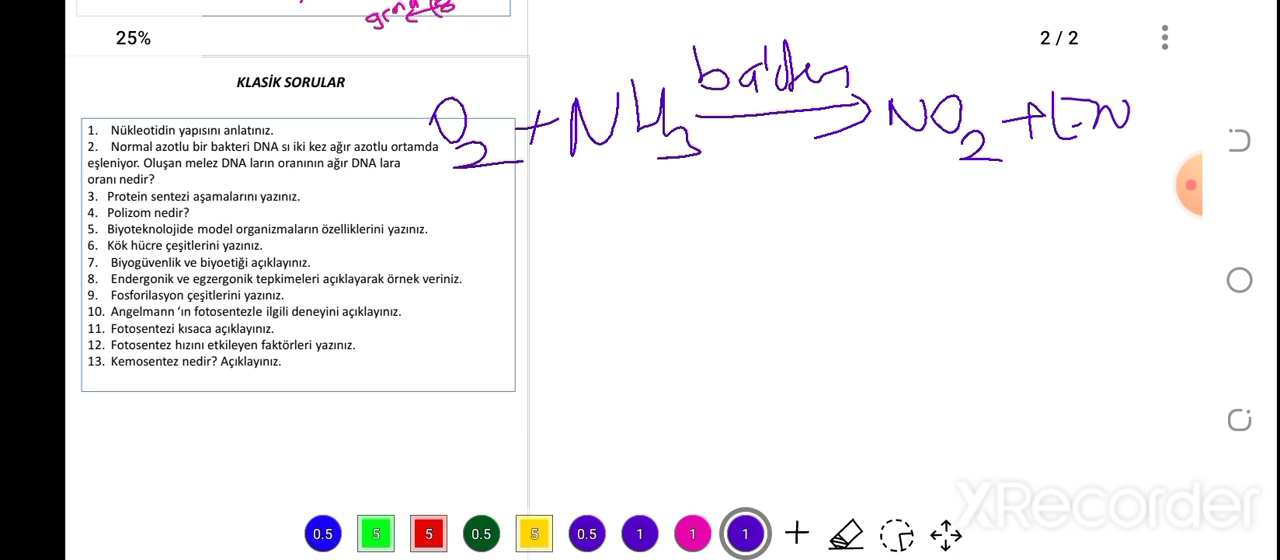 25%
2 / 2
KLASİK SORULAR
O2 + NH3 → NO2 + EN
1. Nükleotidin yapısını anlatınız.
2. Normal azotlu bir bakteri DNA sı iki kez ağır azotlu ortamda
eşleniyor. Oluşan melez DNA ların oranının ağır DNA lara
oranı nedir?
3. Protein sentezi aşamalarını yazınız.
4. Polizom nedir?
5. Biyoteknolojide model organizmaların özelliklerini yazınız.
6. Kök hücre çeşitlerini yazınız.
7. Biyogüvenlik ve biyoetiği açıklayınız.
8. Endergonik ve egzergonik tepkimeleri açıklayarak örnek veriniz.
9. Fosforilasyon çeşitlerini yazınız.
10. Angelmann 'ın fotosentezle ilgili deneyini açıklayınız.
11. Fotosentezi kısaca açıklayınız.
12. Fotosentez hızını etkileyen faktörleri yazınız.
13. Kemosentez nedir? Açıklayınız.
XRecorder
0.5 5 5 0.5 5 0.5 1 1 1